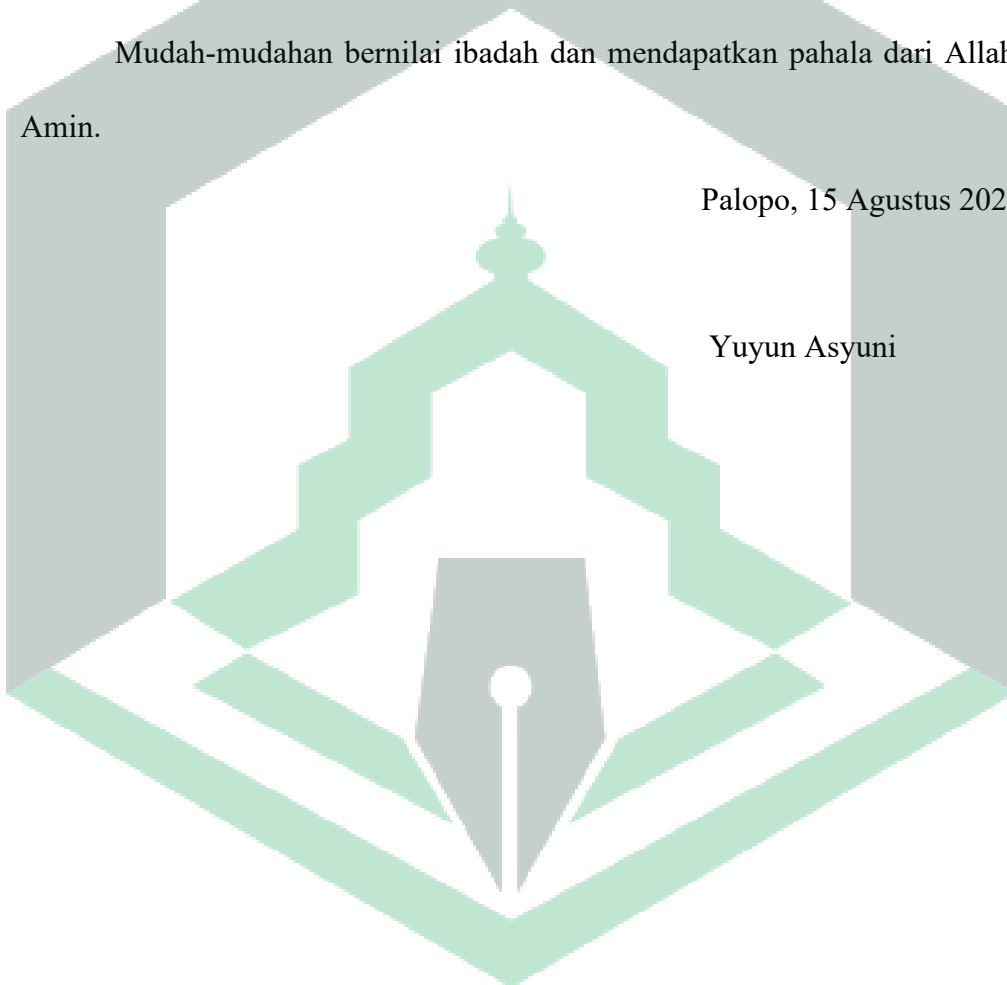 Mudah-mudahan bernilai ibadah dan mendapatkan pahala dari Allah
Amin.
Palopo, 15 Agustus 202
Yuyun Asyuni